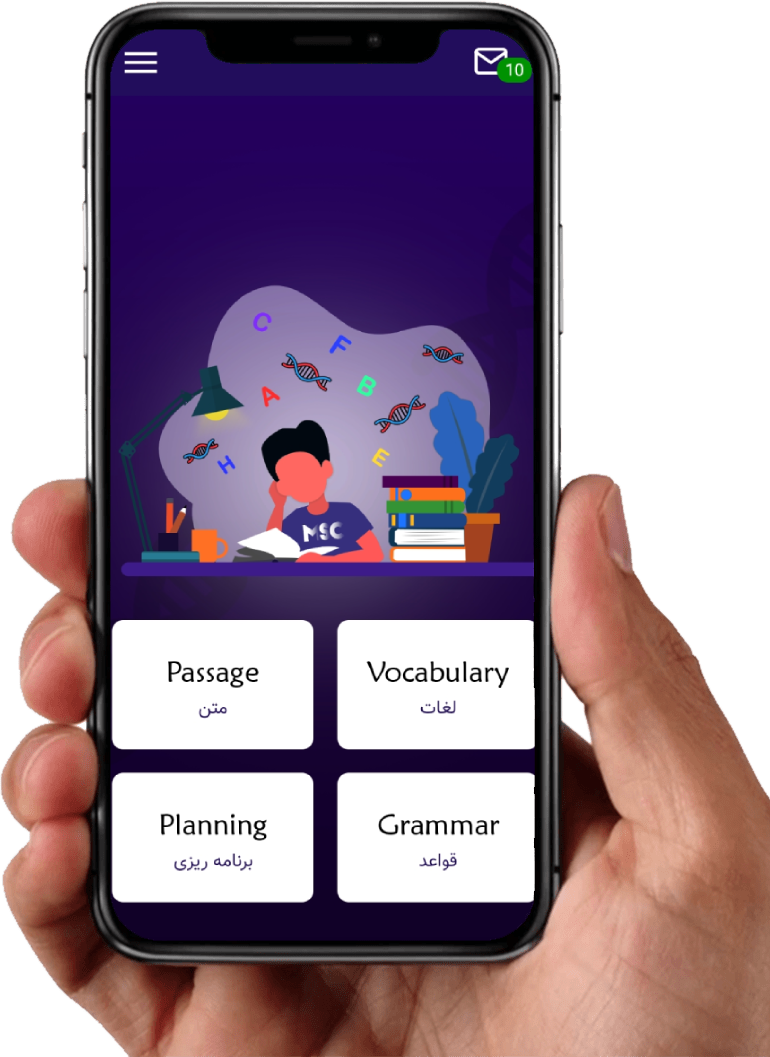 10
C
F
B
A
E
H
MSC
Passage
متن
Vocabulary
لغات
Planning
برنامه ریزی
Grammar
قواعد